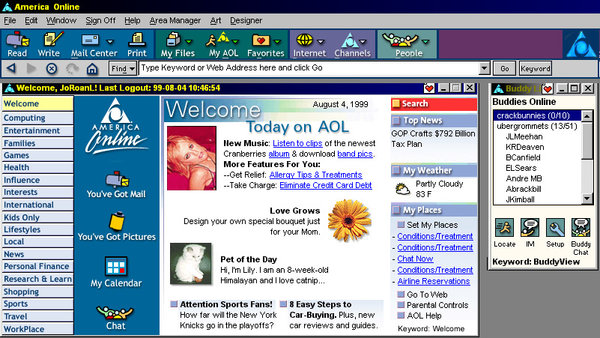 America Online
File Edit Window Sign Off Help Area Manager Art Designer
Read Write Mail Center Print My Files My AOL Favorites Internet Channels People
Find Type Keyword or Web Address here and click Go Go Keyword
Welcome, JoRoanL! Last Logout: 99-08-04 10:46:54
Welcome
Computing
Entertainment
Families
Games
Health
Influence
Interests
International
Kids Only
Lifestyles
Local
News
Personal Finance
Research & Learn
Shopping
Sports
Travel
WorkPlace
AMERICA
Online
You've Got Mail
You've Got Pictures
My Calendar
Chat
Welcome
August 4, 1999
Today on AOL
New Music: Listen to clips of the newest
Cranberries album & download band pics.
More Features For You:
--Get Relief: Allergy Tips & Treatments
--Take Charge: Eliminate Credit Card Debt
Love Grows
Design your own special bouquet just
for your Mom.
Pet of the Day
Hi, I'm Lily. I am an 8-week-old
Himalayan and I love catnip...
Attention Sports Fans!
How far will the New York
Knicks go in the playoffs?
8 Easy Steps to
Car-Buying. Plus, new
car reviews and guides.
Search
Top News
GOP Crafts $792 Billion
Tax Plan
My Weather
Partly Cloudy
83 F
My Places
Set My Places
- Conditions/Treatment
- Conditions/Treatment
- Chat Now
- Conditions/Treatment
- Airline Reservations
Go To Web
Parental Controls
AOL Help
Keyword: Welcome
Buddy
Buddies Online
crackbunnies (0/10)
ubergrommets (13/51)
JLMeehan
KRDeaven
BCanfield
ELSears
Andre MB
Abrackbill
JKimball
Locate IM Setup Buddy
Chat
Keyword: BuddyView